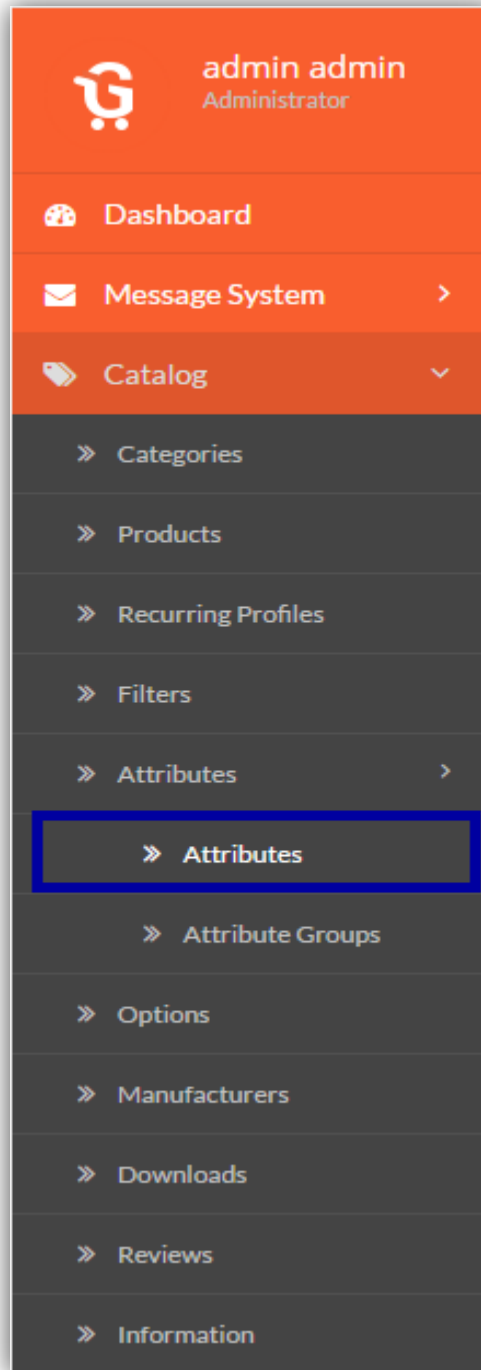 admin admin
Administrator
Dashboard
Message System
Catalog
Categories
Products
Recurring Profiles
Filters
Attributes
Attributes
Attribute Groups
Options
Manufacturers
Downloads
Reviews
Information